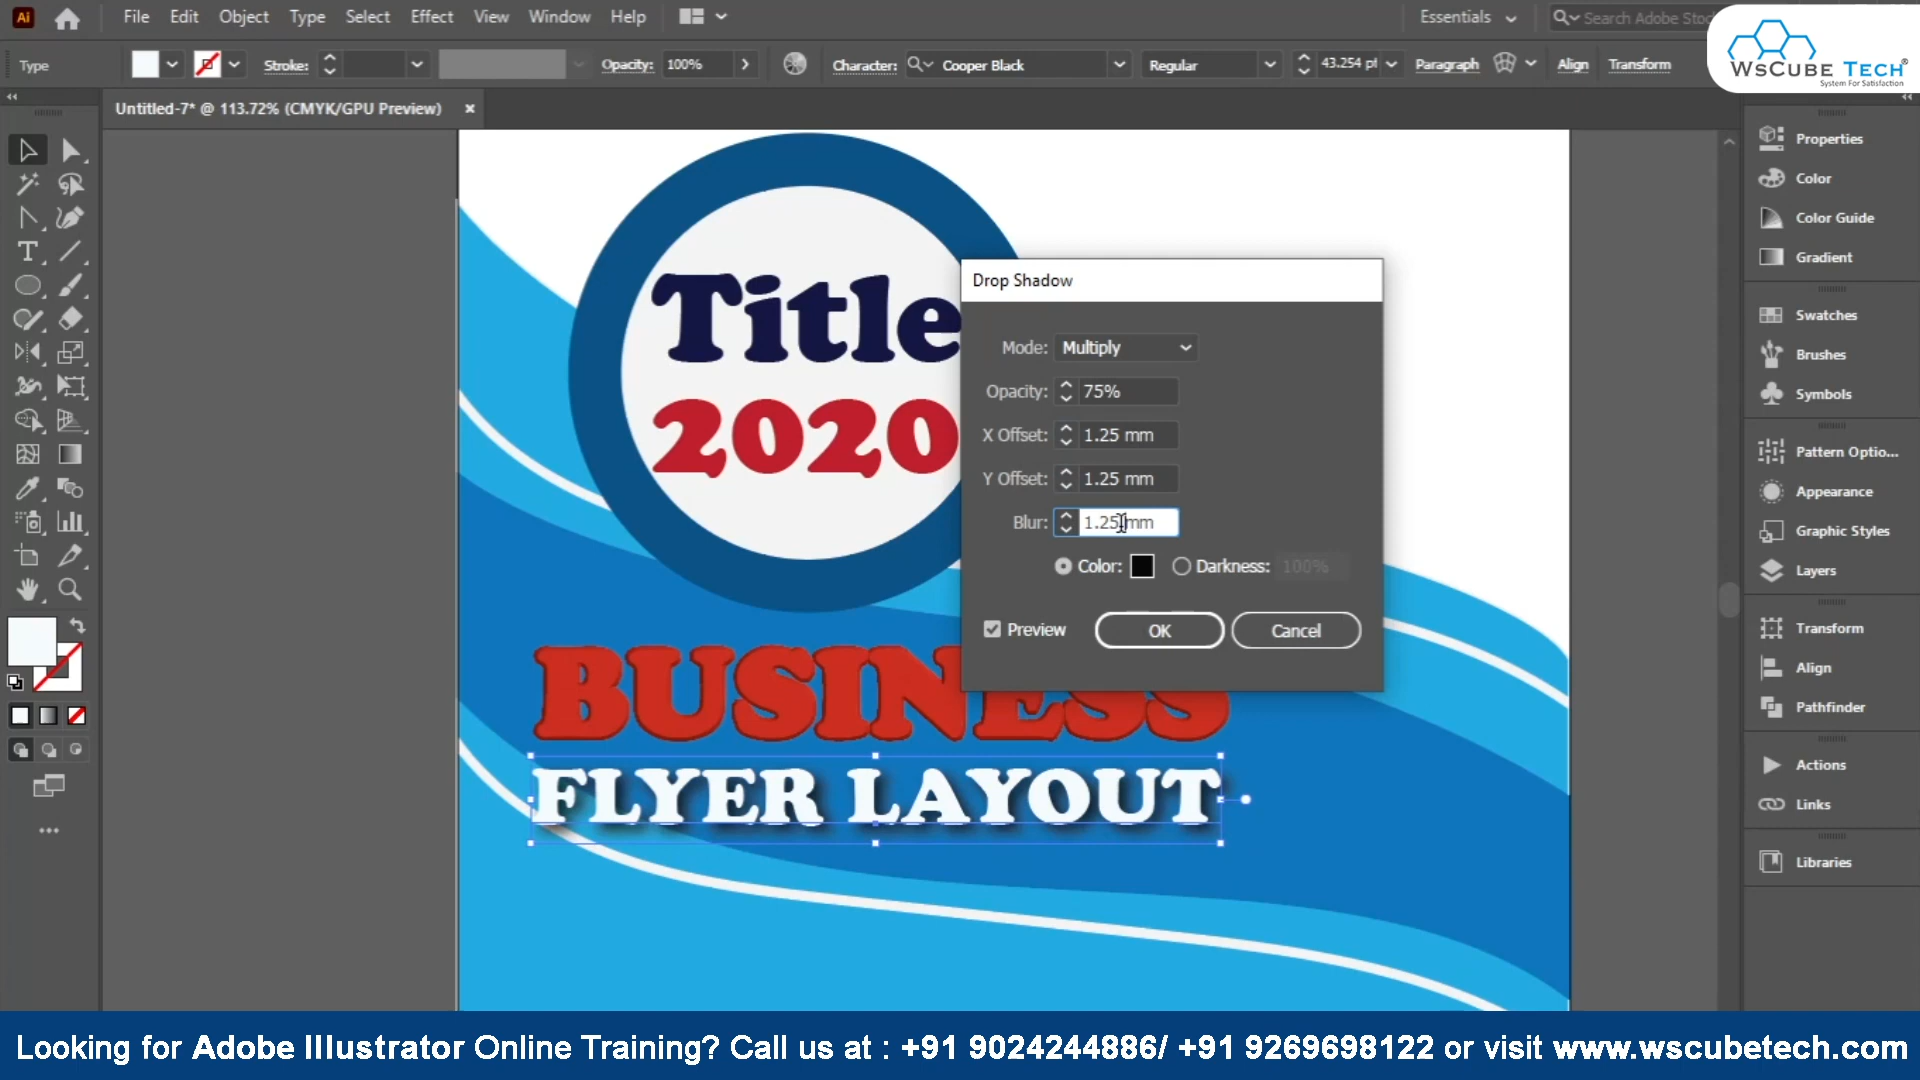 Ai File Edit Object Type Select Effect View Window Help Essentials Search Adobe Stoc
WsCube Tech®
System For Satisfaction
Type Stroke: Opacity: 100% Character: Cooper Black Regular 43.254 pt Paragraph Align Transform
Untitled-7* @ 113.72% (CMYK/GPU Preview) ×
Title
2020
BUSINESS
FLYER LAYOUT
Drop Shadow
Mode: Multiply
Opacity: 75%
X Offset: 1.25 mm
Y Offset: 1.25 mm
Blur: 1.25 mm
Color: Darkness: 100%
Preview OK Cancel
Properties
Color
Color Guide
Gradient
Swatches
Brushes
Symbols
Pattern Optio...
Appearance
Graphic Styles
Layers
Transform
Align
Pathfinder
Actions
Links
Libraries
Looking for Adobe Illustrator Online Training? Call us at : +91 9024244886/ +91 9269698122 or visit www.wscubetech.com